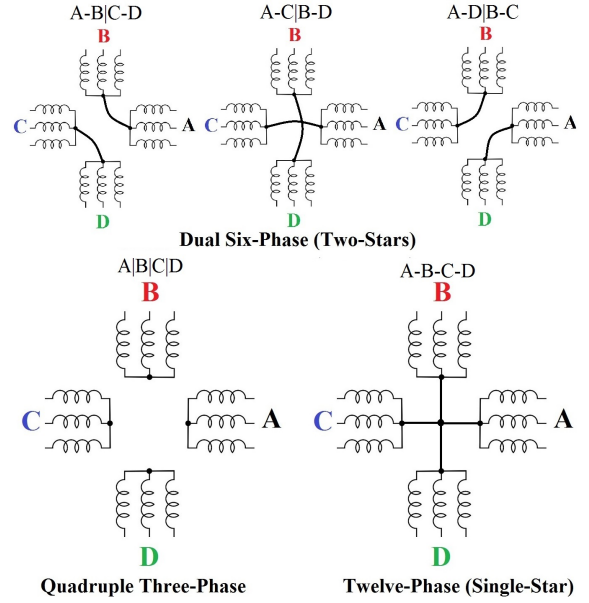 A-B|C-D
A-C|B-D
A-D|B-C
B
B
B
C
A
C
A
C
A
D
D
D
Dual Six-Phase (Two-Stars)
A|B|C|D
A-B-C-D
B
B
C
A
C
A
D
D
Quadruple Three-Phase
Twelve-Phase (Single-Star)